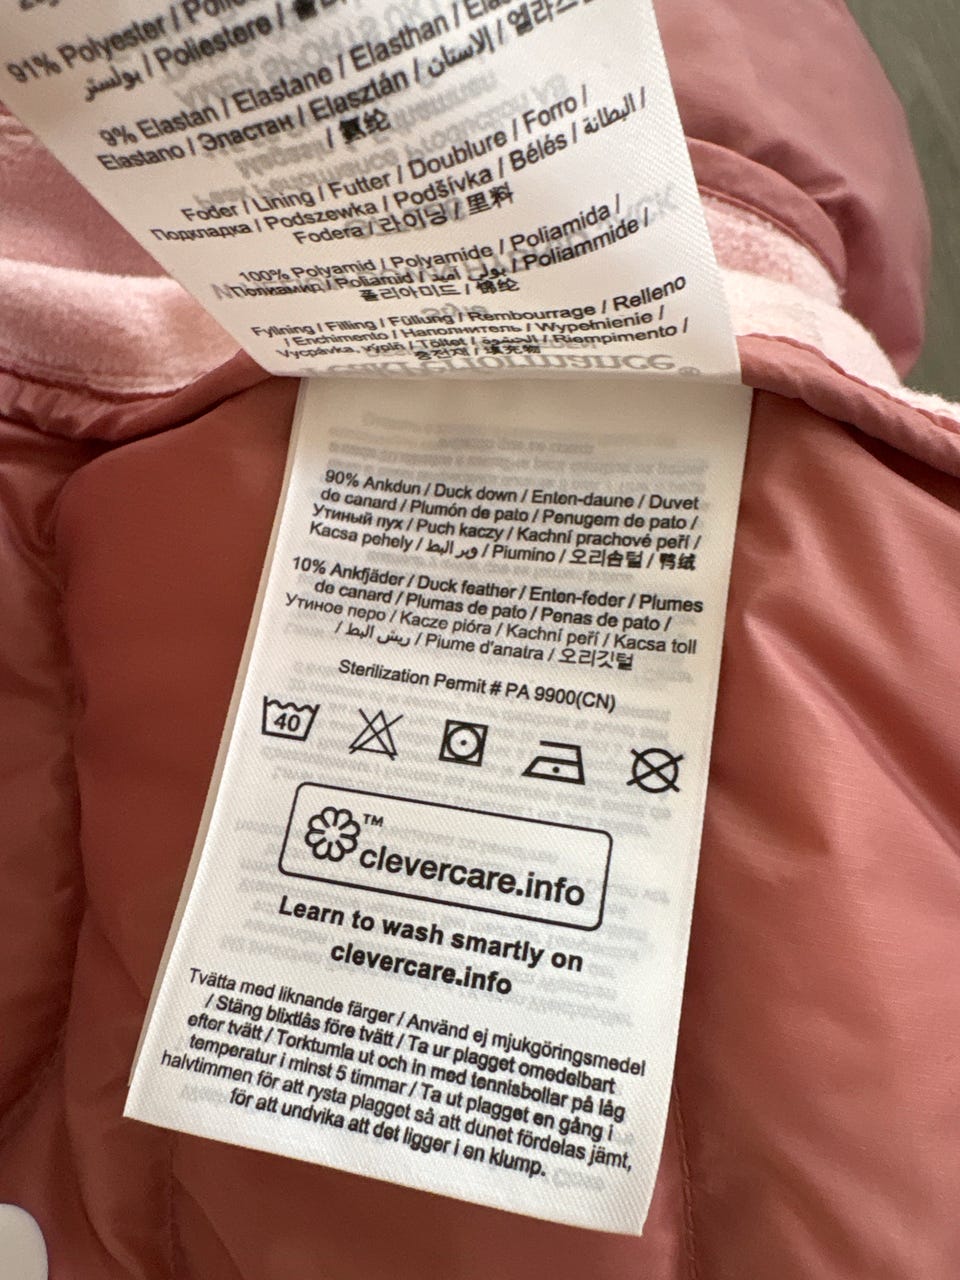 91% Polyester /
بوليستر / Poliestere /
9% Elastan / Elastane / Elasthan /
Elastano / Эластан / Elasztán / الاستان /
/ 氨纶
Foder / Lining / Futter / Doublure / Forro /
Подкладка / Podszewka / Podšívka / Bélés / البطانة /
Fodera / 라이닝 / 里料
100% Polyamid / Polyamide / Poliamida /
Полиамид / Poliamid / بولي أميد / Poliammide /
폴리아미드 / 锦纶
Fyllning / Filling / Füllung / Rembourrage / Relleno
/ Enchimento / Наполнитель / Wypełnienie /
Vycpávka, výplň / Töltet / الحشوة / Riempimento /
충전재 / 填充物
90% Ankdun / Duck down / Enten-daune / Duvet
de canard / Plumón de pato / Penugem de pato /
Утиный пух / Puch kaczy / Kachní prachové peří /
Kacsa pehely / وبر البط / Piumino / 오리솜털 / 鸭绒
10% Ankfjäder / Duck feather / Enten-feder / Plumes
de canard / Plumas de pato / Penas de pato /
Утиное перо / Kacze pióra / Kachní peří / Kacsa toll
/ ريش البط / Piume d'anatra / 오리깃털
Sterilization Permit # PA 9900(CN)
40
™
clevercare.info
Learn to wash smartly on
clevercare.info
Tvätta med liknande färger / Använd ej mjukgöringsmedel
/ Stäng blixtlås före tvätt / Ta ur plagget omedelbart
efter tvätt / Torktumla ut och in med tennisbollar på låg
temperatur i minst 5 timmar / Ta ut plagget en gång i
halvtimmen för att rysta plagget så att dunet fördelas jämt,
för att undvika att det ligger i en klump.